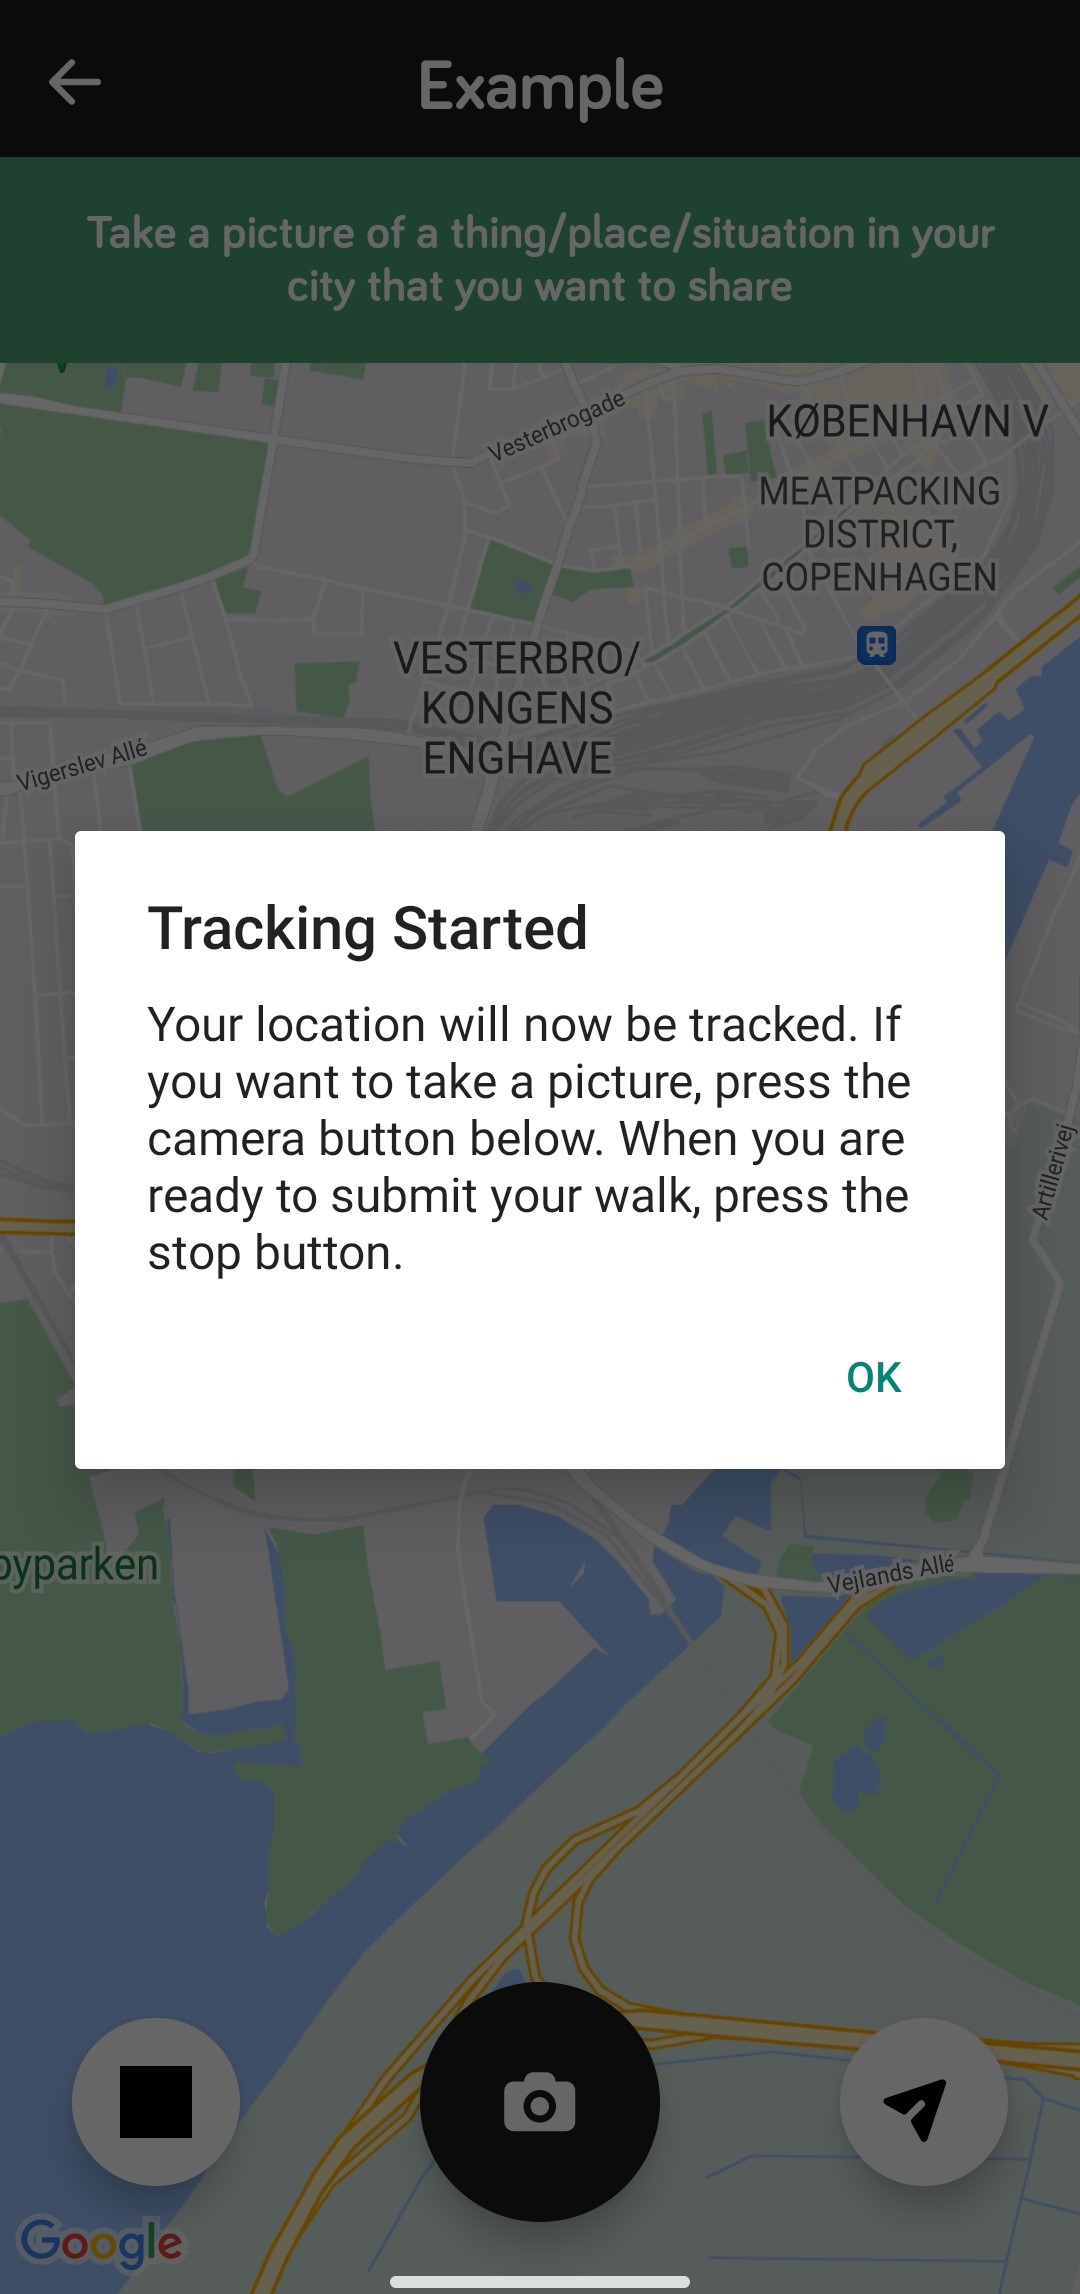 Example
Take a picture of a thing/place/situation in your
city that you want to share
Vesterbrogade
KØBENHAVN V
MEATPACKING
DISTRICT,
COPENHAGEN
VESTERBRO/
KONGENS
ENGHAVE
Vigerslev Allé
Tracking Started
Your location will now be tracked. If
you want to take a picture, press the
camera button below. When you are
ready to submit your walk, press the
stop button.
OK
Artillerivej
byparken
Vejlands Allé
Google